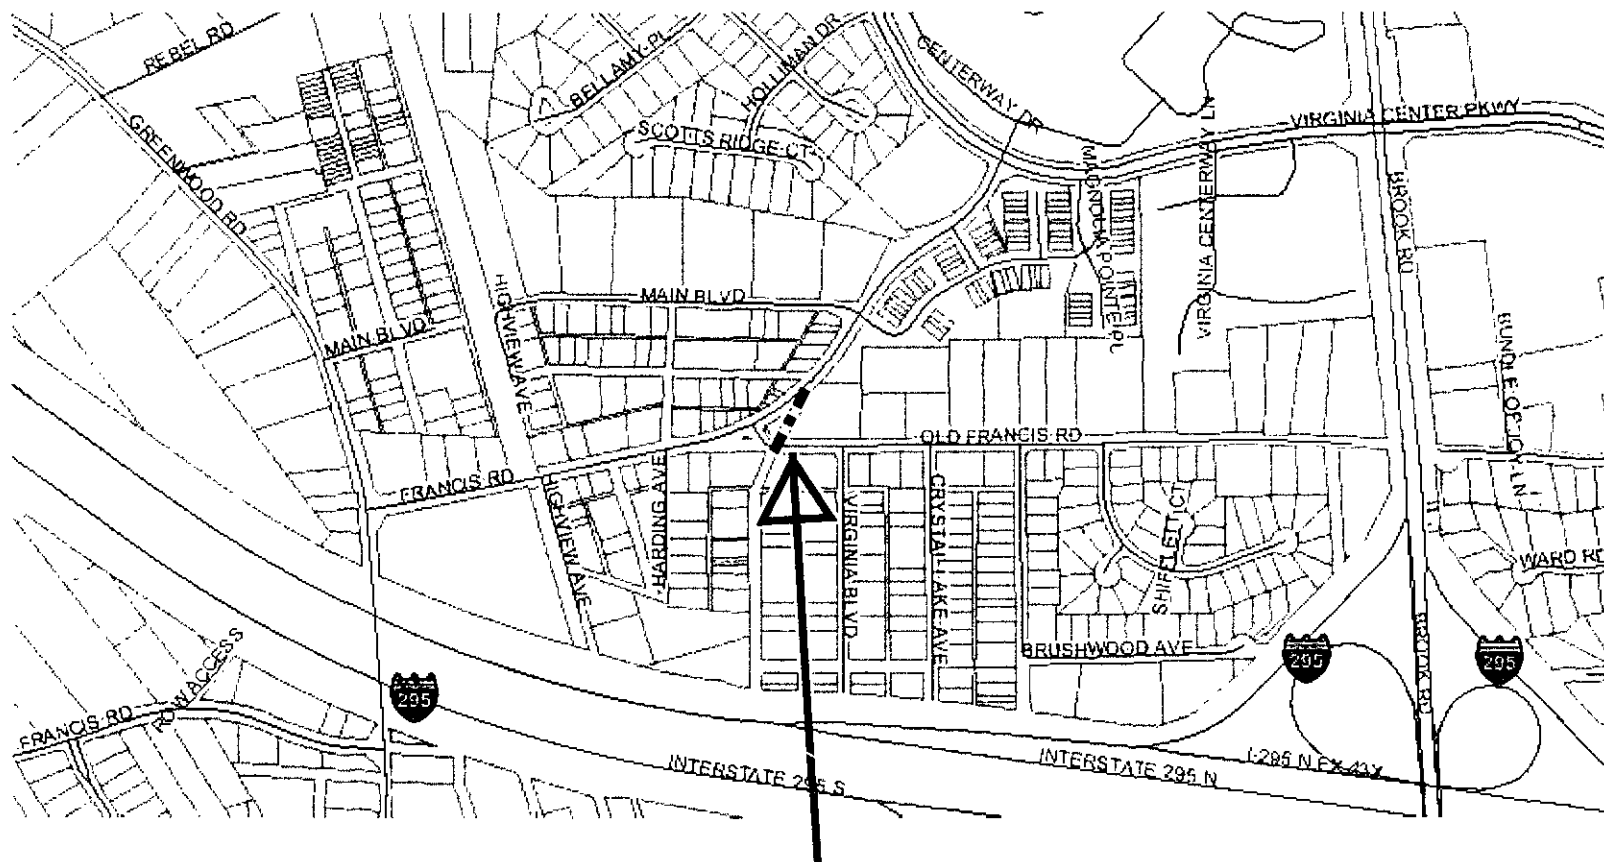 REBEL RD
BELLAMY PL
HOLLIMAN DR
CENTERWAY DR
VIRGINIA CENTER PKWY
GREENWOOD RD
SCOTTS RIDGE CT
MAGNOLIA POINTE PL
VIRGINIA CENTERWAY LN
BROOK RD
HIGHVIEW AVE
MAIN BLVD
MAIN BLVD
BUNDLE OF JOY LN
OLD FRANCIS RD
FRANCIS RD
HIGHVIEW AVE
HARDING AVE
VIRGINIA BLVD
CRYSTAL LAKE AVE
SHIFFLETT CT
WARD RD
BRUSHWOOD AVE
BROOK RD
295
295
295
ROW ACCESS
FRANCIS RD
INTERSTATE 295 S
INTERSTATE 295 N
I-295 N EX 43X